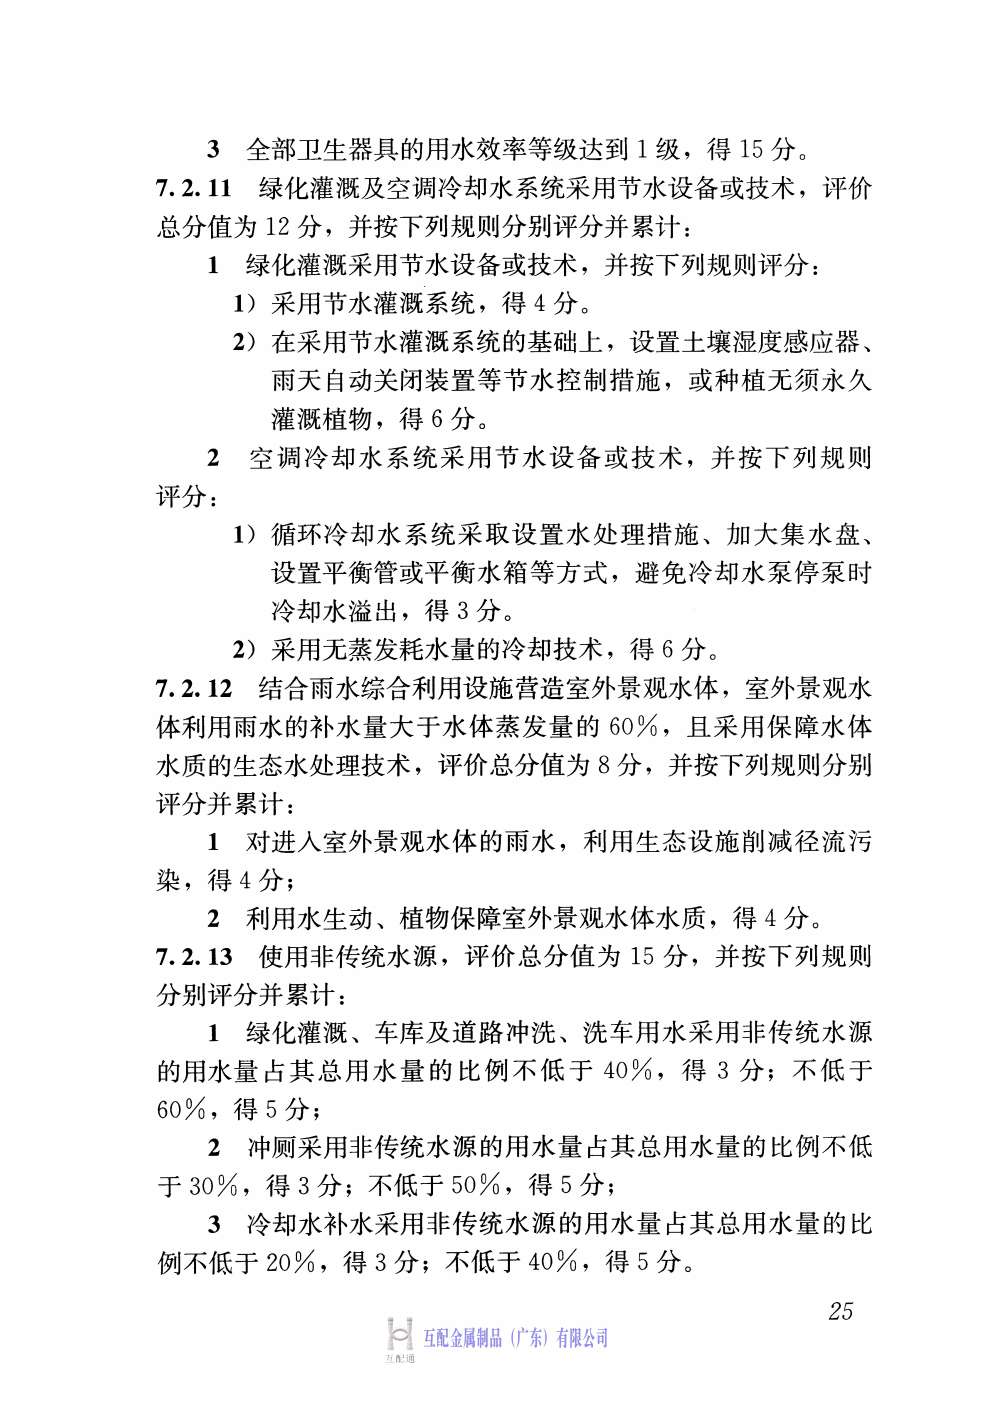 3 全部卫生器具的用水效率等级达到 1 级，得 15 分。
7.2.11 绿化灌溉及空调冷却水系统采用节水设备或技术，评价
总分值为 12 分，并按下列规则分别评分并累计：
1 绿化灌溉采用节水设备或技术，并按下列规则评分：
1）采用节水灌溉系统，得 4 分。
2）在采用节水灌溉系统的基础上，设置土壤湿度感应器、
雨天自动关闭装置等节水控制措施，或种植无须永久
灌溉植物，得 6 分。
2 空调冷却水系统采用节水设备或技术，并按下列规则
评分：
1）循环冷却水系统采取设置水处理措施、加大集水盘、
设置平衡管或平衡水箱等方式，避免冷却水泵停泵时
冷却水溢出，得 3 分。
2）采用无蒸发耗水量的冷却技术，得 6 分。
7.2.12 结合雨水综合利用设施营造室外景观水体，室外景观水
体利用雨水的补水量大于水体蒸发量的 60%，且采用保障水体
水质的生态水处理技术，评价总分值为 8 分，并按下列规则分别
评分并累计：
1 对进入室外景观水体的雨水，利用生态设施削减径流污
染，得 4 分；
2 利用水生动、植物保障室外景观水体水质，得 4 分。
7.2.13 使用非传统水源，评价总分值为 15 分，并按下列规则
分别评分并累计：
1 绿化灌溉、车库及道路冲洗、洗车用水采用非传统水源
的用水量占其总用水量的比例不低于 40%，得 3 分；不低于
60%，得 5 分；
2 冲厕采用非传统水源的用水量占其总用水量的比例不低
于 30%，得 3 分；不低于 50%，得 5 分；
3 冷却水补水采用非传统水源的用水量占其总用水量的比
例不低于 20%，得 3 分；不低于 40%，得 5 分。
25
互配金属制品（广东）有限公司
互配通